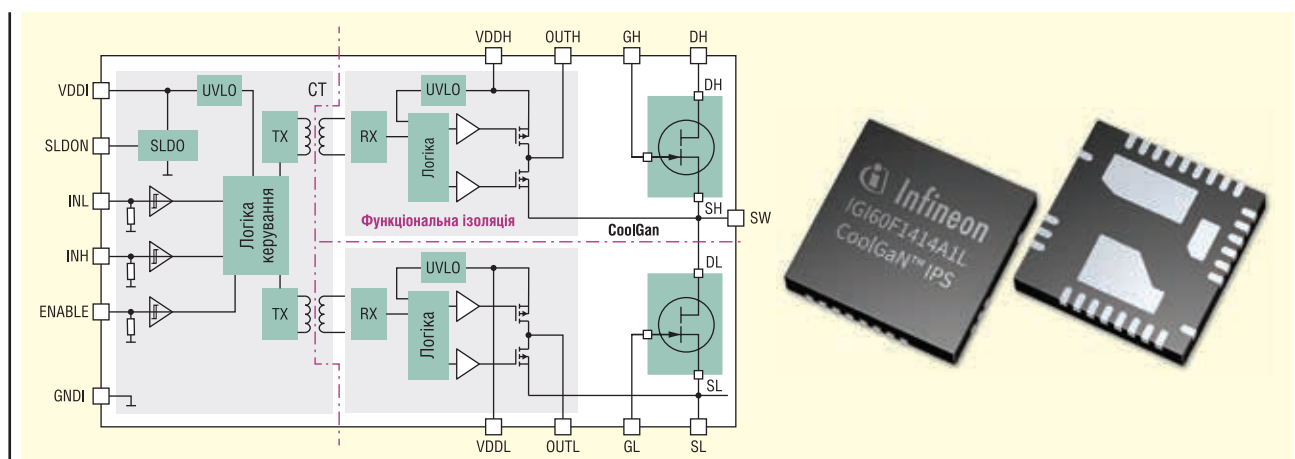 VDDH
OUTH
GH
DH
VDDI
UVLO
CT
UVLO
DH
SLDON
SLDO
TX
RX
Логіка
INL
Логіка
керування
Функціональна ізоляція
CoolGan
SH
SW
INH
UVLO
DL
ENABLE
TX
RX
Логіка
GNDI
SL
VDDL
OUTL
GL
SL
Infineon
IGI60F1414A1L
CoolGaN™ IPS